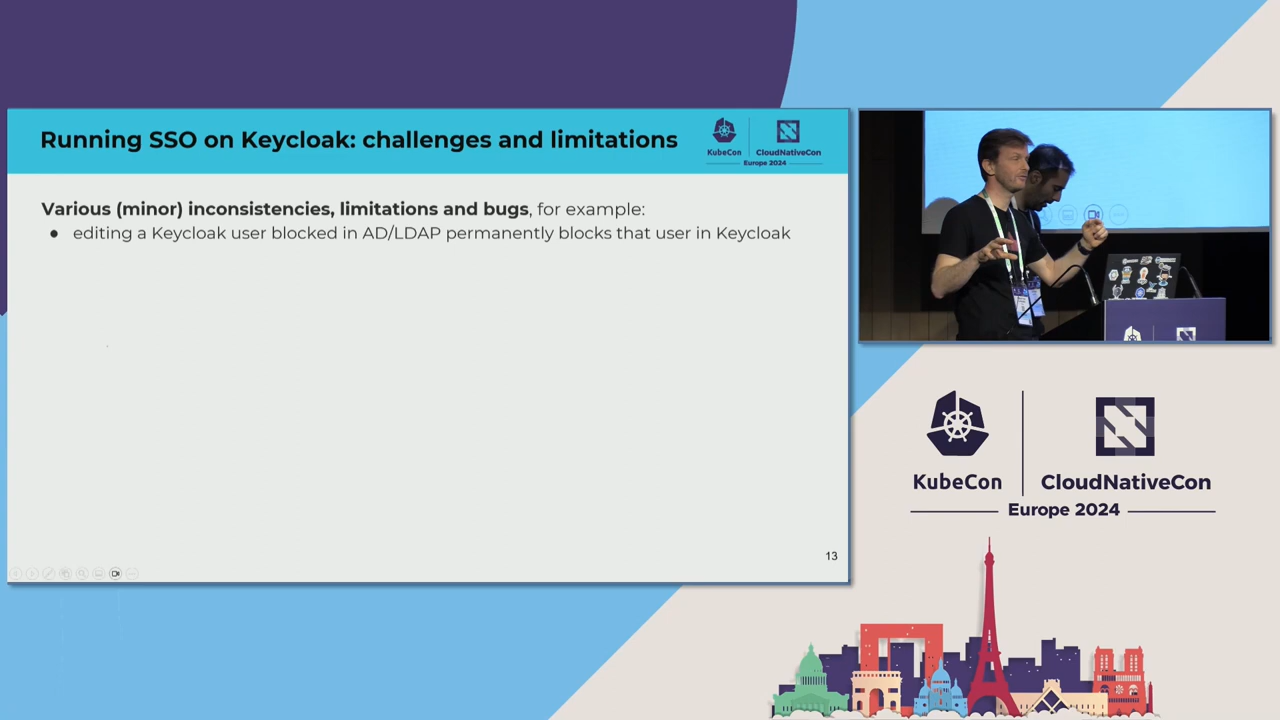 Running SSO on Keycloak: challenges and limitations
KubeCon
CloudNativeCon
Europe 2024
Various (minor) inconsistencies, limitations and bugs, for example:
● editing a Keycloak user blocked in AD/LDAP permanently blocks that user in Keycloak
13
KubeCon
CloudNativeCon
Europe 2024